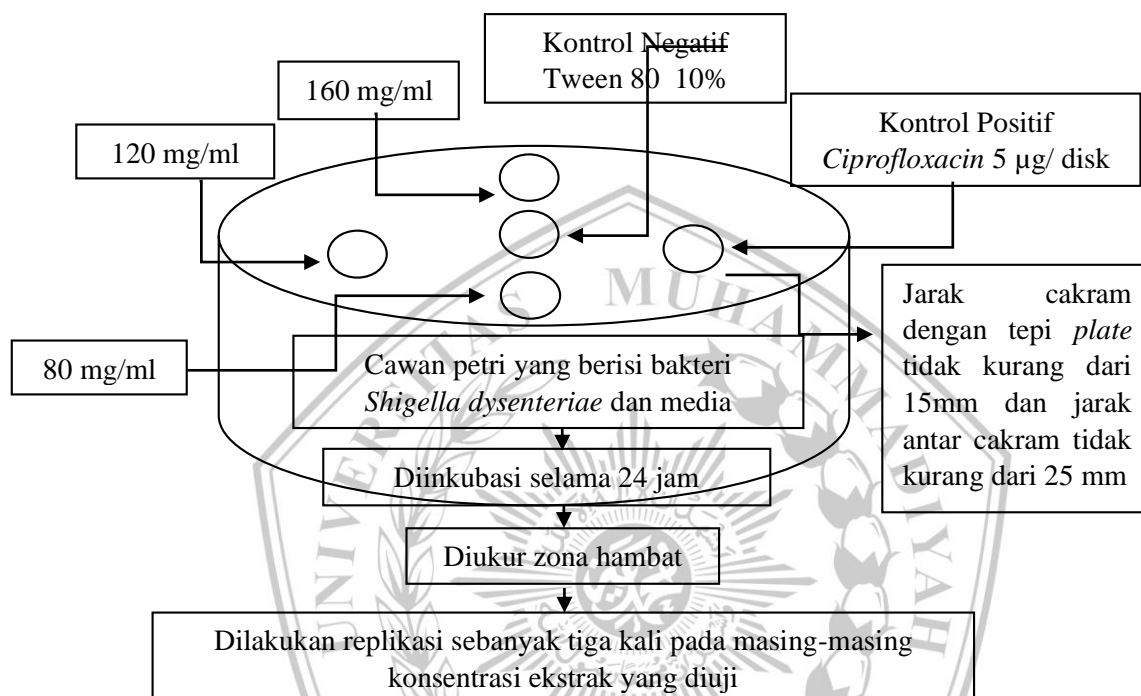 Kontrol Negatif
Tween 80 10%
160 mg/ml
120 mg/ml
Kontrol Positif
Ciprofloxacin 5 µg/ disk
80 mg/ml
Jarak cakram
dengan tepi plate
tidak kurang dari
15mm dan jarak
antar cakram tidak
kurang dari 25 mm
Cawan petri yang berisi bakteri
Shigella dysenteriae dan media
Diinkubasi selama 24 jam
Diukur zona hambat
Dilakukan replikasi sebanyak tiga kali pada masing-masing
konsentrasi ekstrak yang diuji
UNIVERSITAS MUHAMMADIYAH